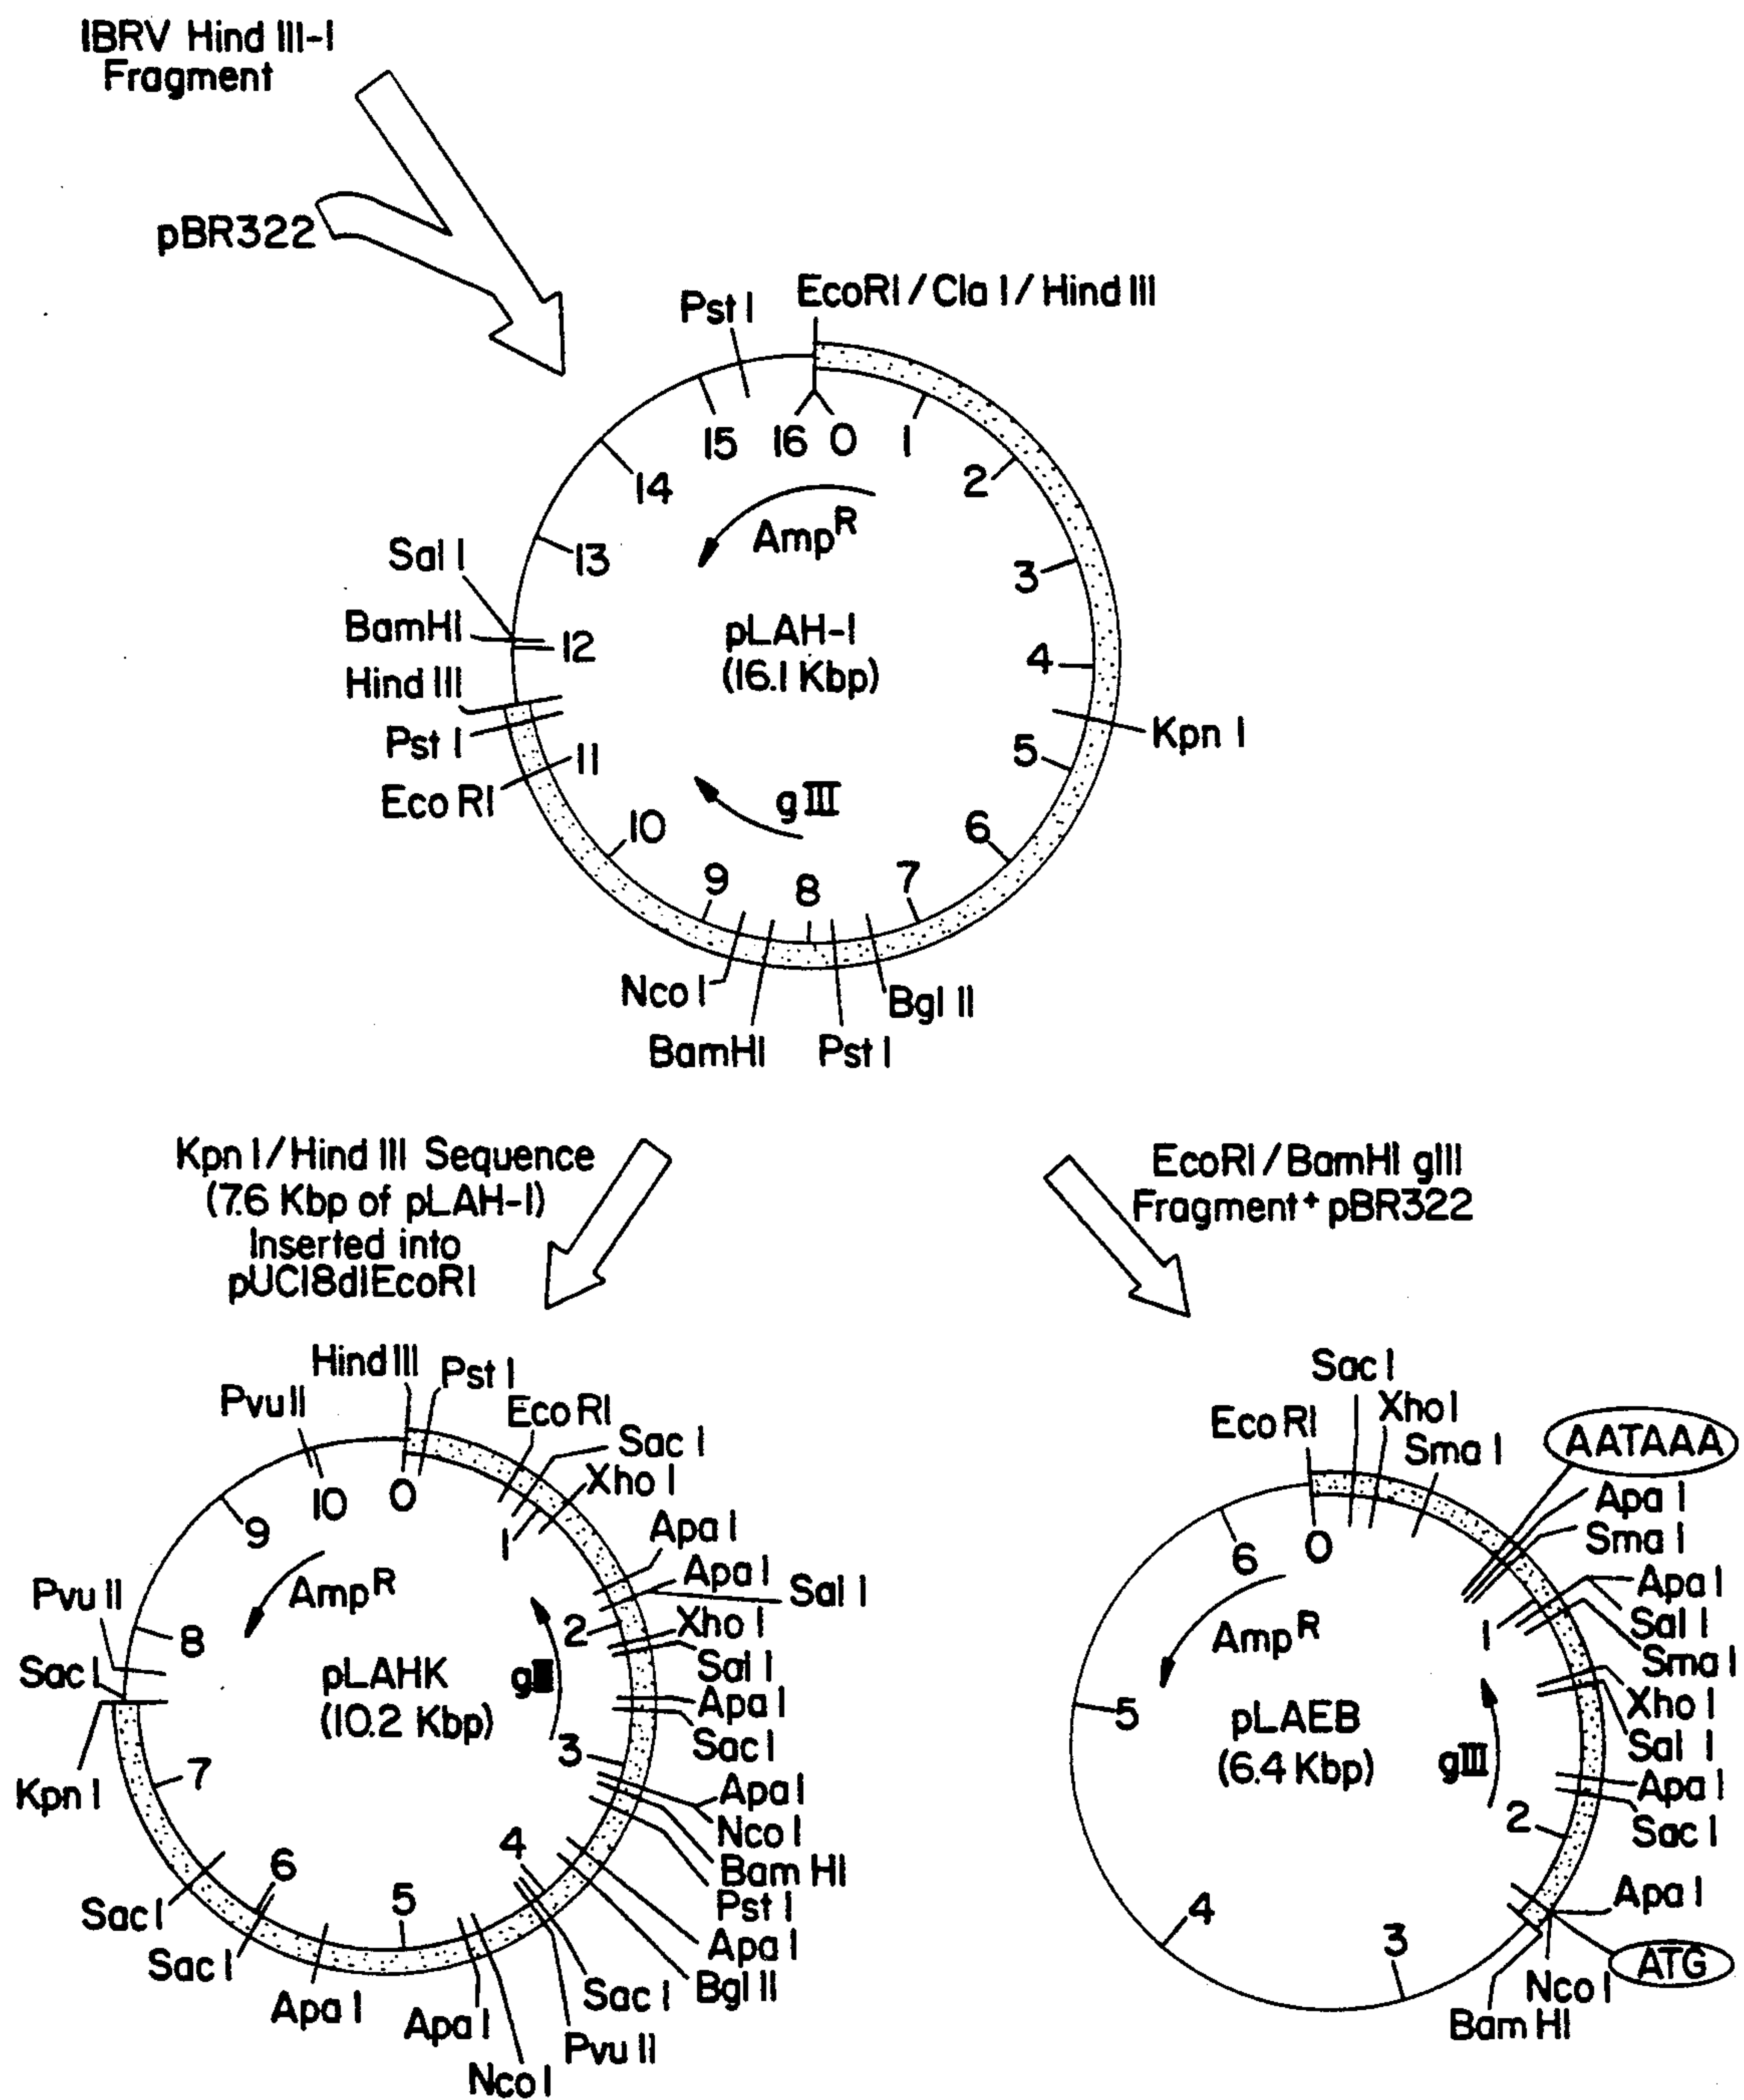 IBRV Hind III-I
Fragment
pBR322
Pst I
EcoRI / Cla I / Hind III
15
16
0
1
14
2
Amp R
Sal I
13
3
BamHI
12
pLAH-I
(16.1 Kbp)
4
Hind III
Kpn I
Pst I
11
5
Eco RI
gIII
10
6
9
8
7
Nco I
Bgl II
BamHI
Pst I
Kpn I / Hind III Sequence
(7.6 Kbp of pLAH-I)
Inserted into
pUC18dlEcoRI
EcoRI / BamHI gIII
Fragment + pBR322
Hind III
Pst I
Pvu II
Eco RI
Sac I
Xho I
10
0
9
1
Apa I
Apa I
Sal I
Amp R
Pvu II
8
2
Xho I
Sac I
pLAHK
(10.2 Kbp)
gIII
Sal I
Apa I
Sac I
Kpn I
7
3
Apa I
Nco I
Bam HI
Pst I
4
6
5
Apa I
Bgl II
Sac I
Sac I
Sac I
Apa I
Apa I
Pvu II
Nco I
Sac I
Eco RI
Xho I
Sma I
AATAAA
Apa I
Sma I
6
0
Apa I
Sal I
Amp R
1
Sma I
Xho I
5
pLAEB
(6.4 Kbp)
gIII
Sal I
Apa I
2
Sac I
4
3
Apa I
ATG
Nco I
Bam HI